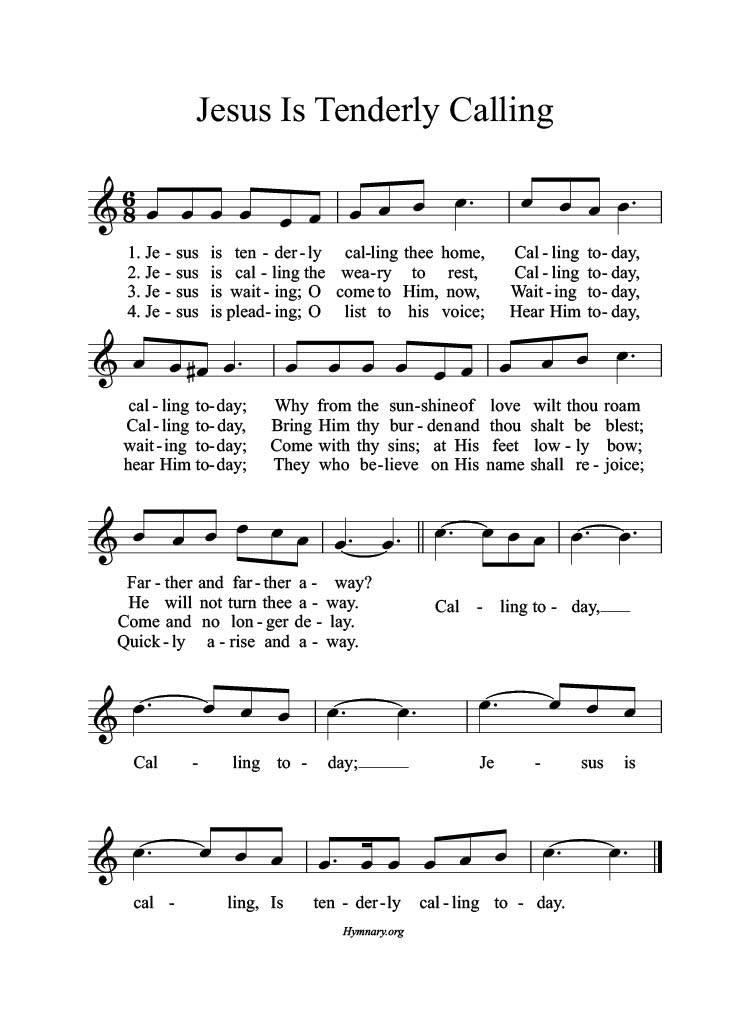 Jesus Is Tenderly Calling
6
8
1. Je - sus is ten - der - ly cal - ling thee home, Cal - ling to - day,
2. Je - sus is cal - ling the wea - ry to rest, Cal - ling to - day,
3. Je - sus is wait - ing; O come to Him, now, Wait - ing to - day,
4. Je - sus is plead - ing; O list to his voice; Hear Him to - day,
cal - ling to - day; Why from the sun - shine of love wilt thou roam
Cal - ling to - day, Bring Him thy bur - den and thou shalt be blest;
wait - ing to - day; Come with thy sins; at His feet low - ly bow;
hear Him to - day; They who be - lieve on His name shall re - joice;
Far - ther and far - ther a - way?
He will not turn thee a - way.
Come and no lon - ger de - lay.
Quick - ly a - rise and a - way.
Cal - ling to - day,
Cal - ling to - day; Je - sus is
cal - ling, Is ten - der - ly cal - ling to - day.
Hymnary.org